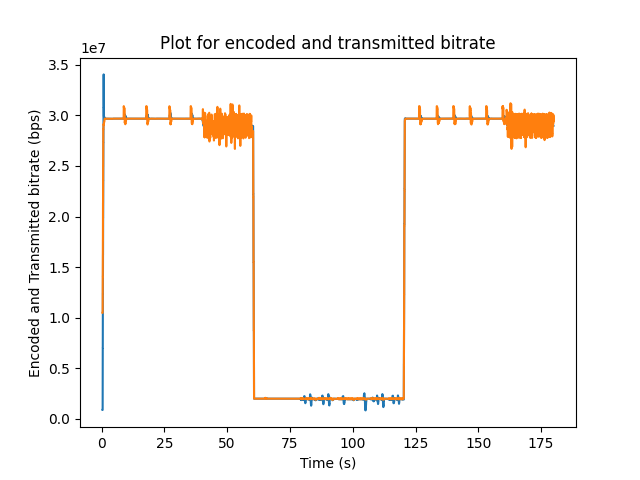 Plot for encoded and transmitted bitrate
1e7
3.5
3.0
2.5
2.0
1.5
1.0
0.5
0.0
Encoded and Transmitted bitrate (bps)
0 25 50 75 100 125 150 175
Time (s)